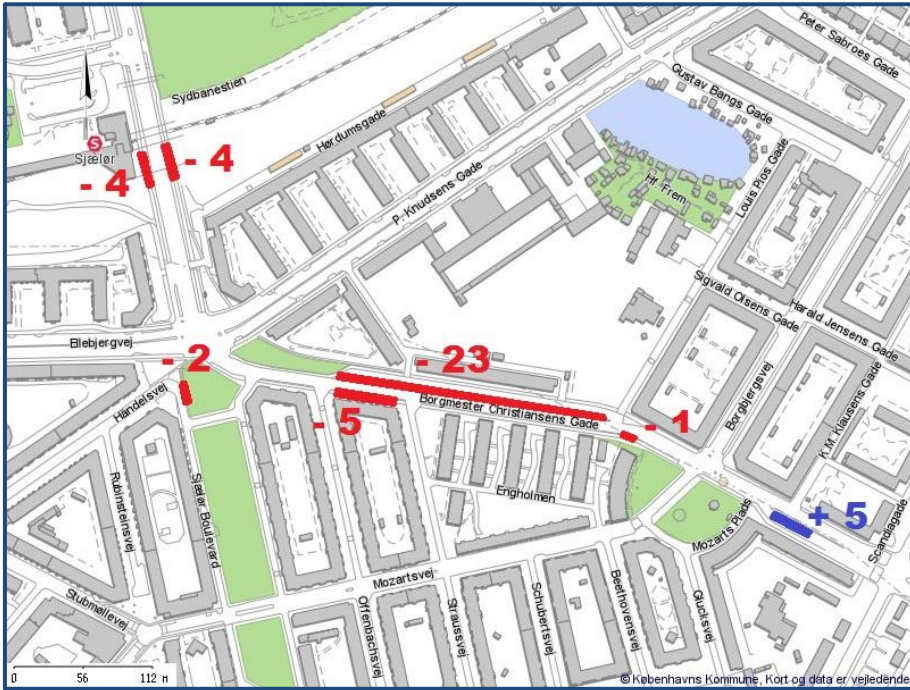 Peter Sabroes Gade
Gustav Bangs Gade
Sydbanestien
Hørdumsgade
S
Sjælør
- 4
- 4
P. Knudsens Gade
Hf. Frem
Louis Pios Gade
Sigvald Olsens Gade
Harald Jensens Gade
Ellebjergvej
- 2
- 23
Händelsvej
Borgmester Christiansens Gade
- 5
- 1
Borgbjergsvej
K.M. Klausens Gade
Rubinsteinsvej
Sjælør Boulevard
Engholmen
Mozarts Plads
+ 5
Scandiagade
Mozartsvej
Stubmøllevej
Offenbachsvej
Straussvej
Schubertsvej
Beethovensvej
Glucksvej
0 56 112 M
© Københavns Kommune, Kort og data er vejledende